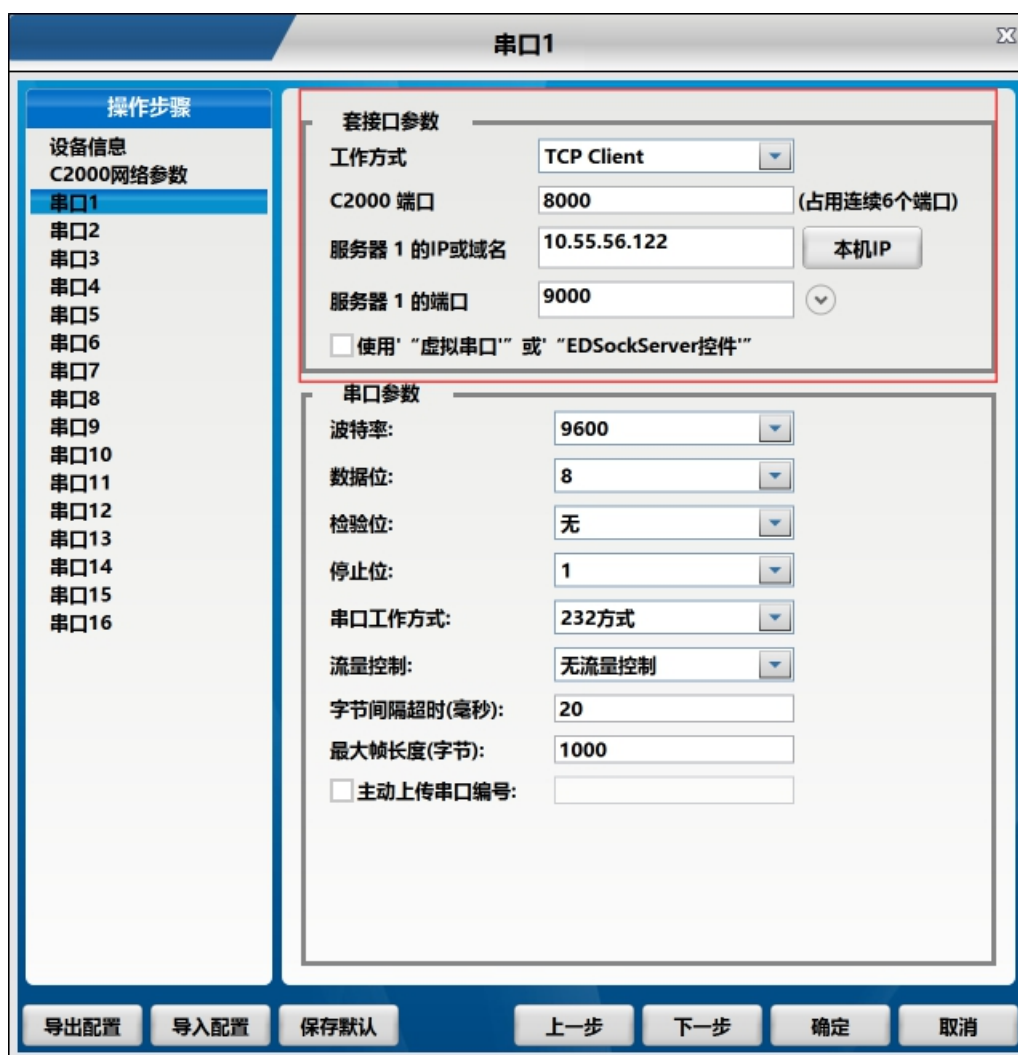 串口1
操作步骤
设备信息
C2000网络参数
串口1
串口2
串口3
串口4
串口5
串口6
串口7
串口8
串口9
串口10
串口11
串口12
串口13
串口14
串口15
串口16
套接口参数
工作方式 TCP Client
C2000 端口 8000 (占用连续6个端口)
服务器 1 的IP或域名 10.55.56.122 本机IP
服务器 1 的端口 9000
使用' “虚拟串口'” 或' “EDSockServer控件'”
串口参数
波特率: 9600
数据位: 8
检验位: 无
停止位: 1
串口工作方式: 232方式
流量控制: 无流量控制
字节间隔超时(毫秒): 20
最大帧长度(字节): 1000
主动上传串口编号:
导出配置 导入配置 保存默认 上一步 下一步 确定 取消